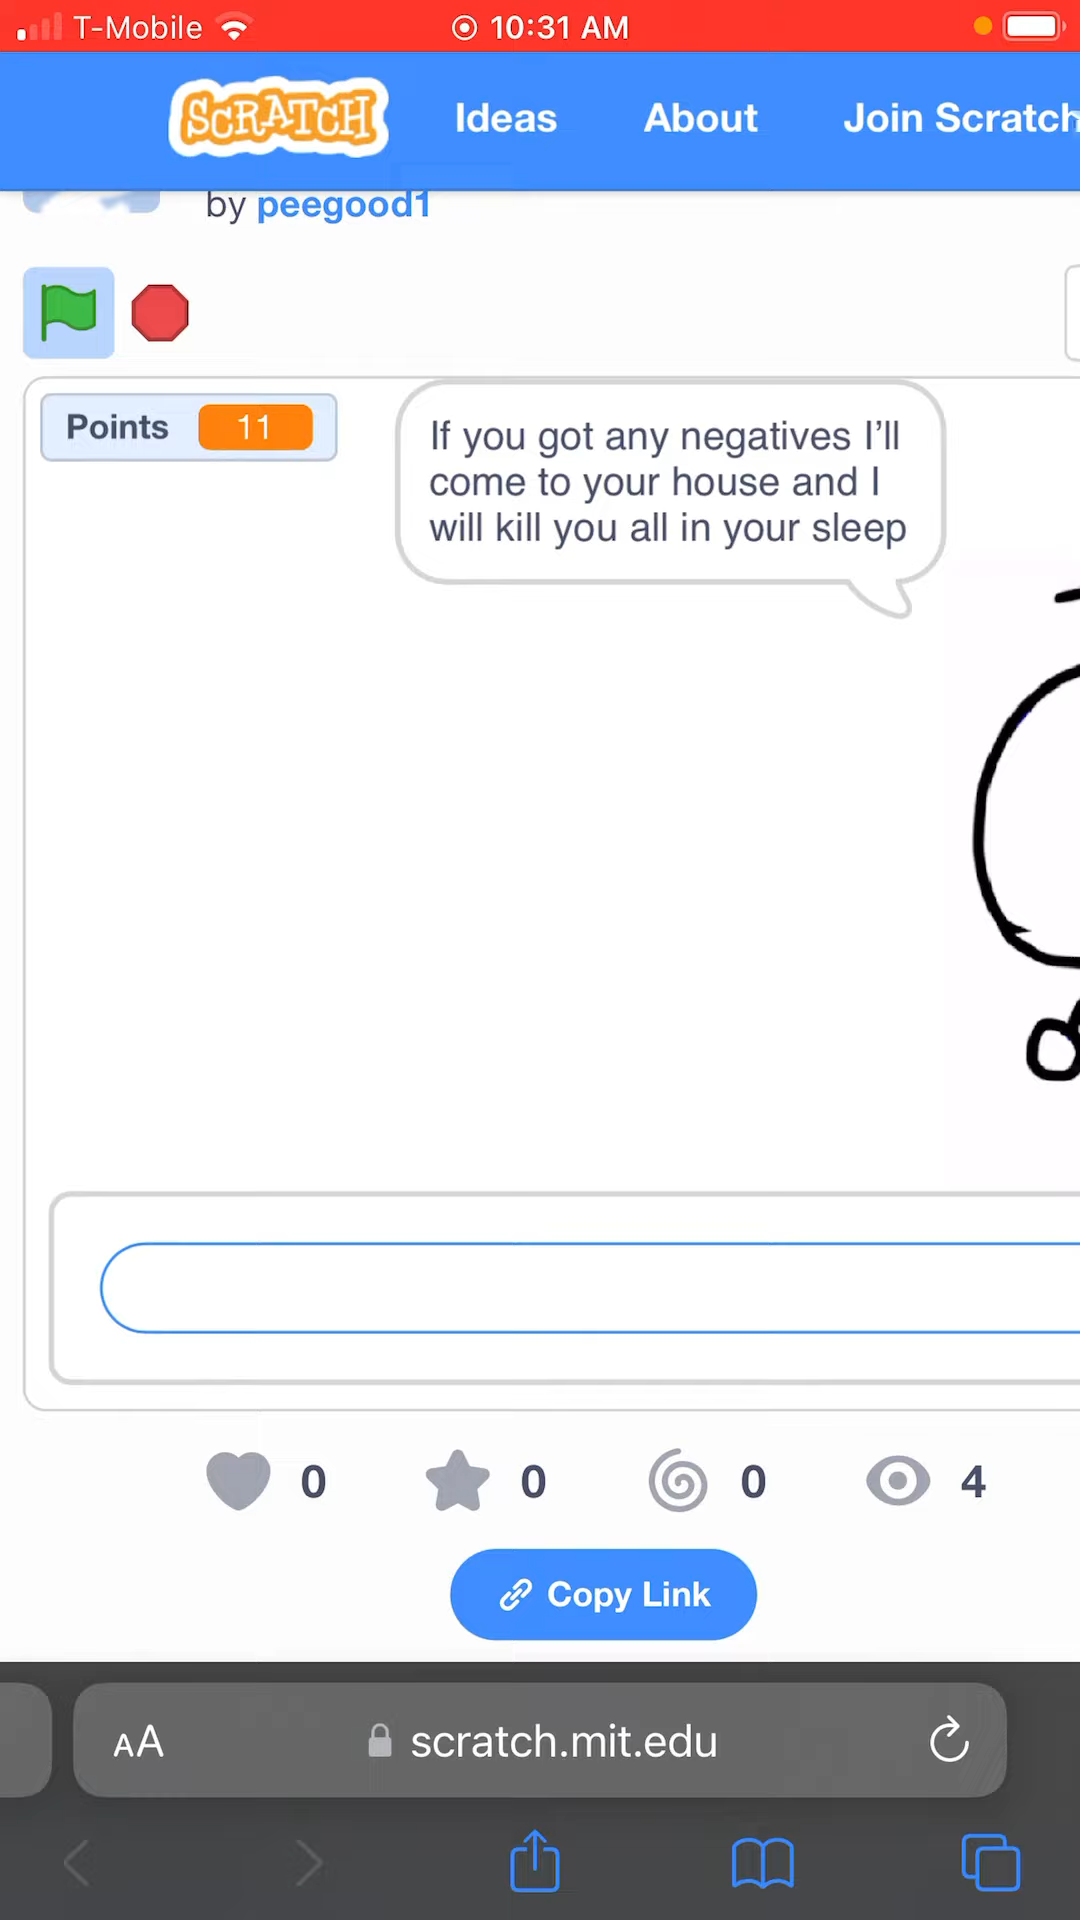 T-Mobile 10:31 AM
SCRATCH Ideas About Join Scratch
by peegood1
Points 11
If you got any negatives I'll
come to your house and I
will kill you all in your sleep
0 0 0 4
Copy Link
AA scratch.mit.edu